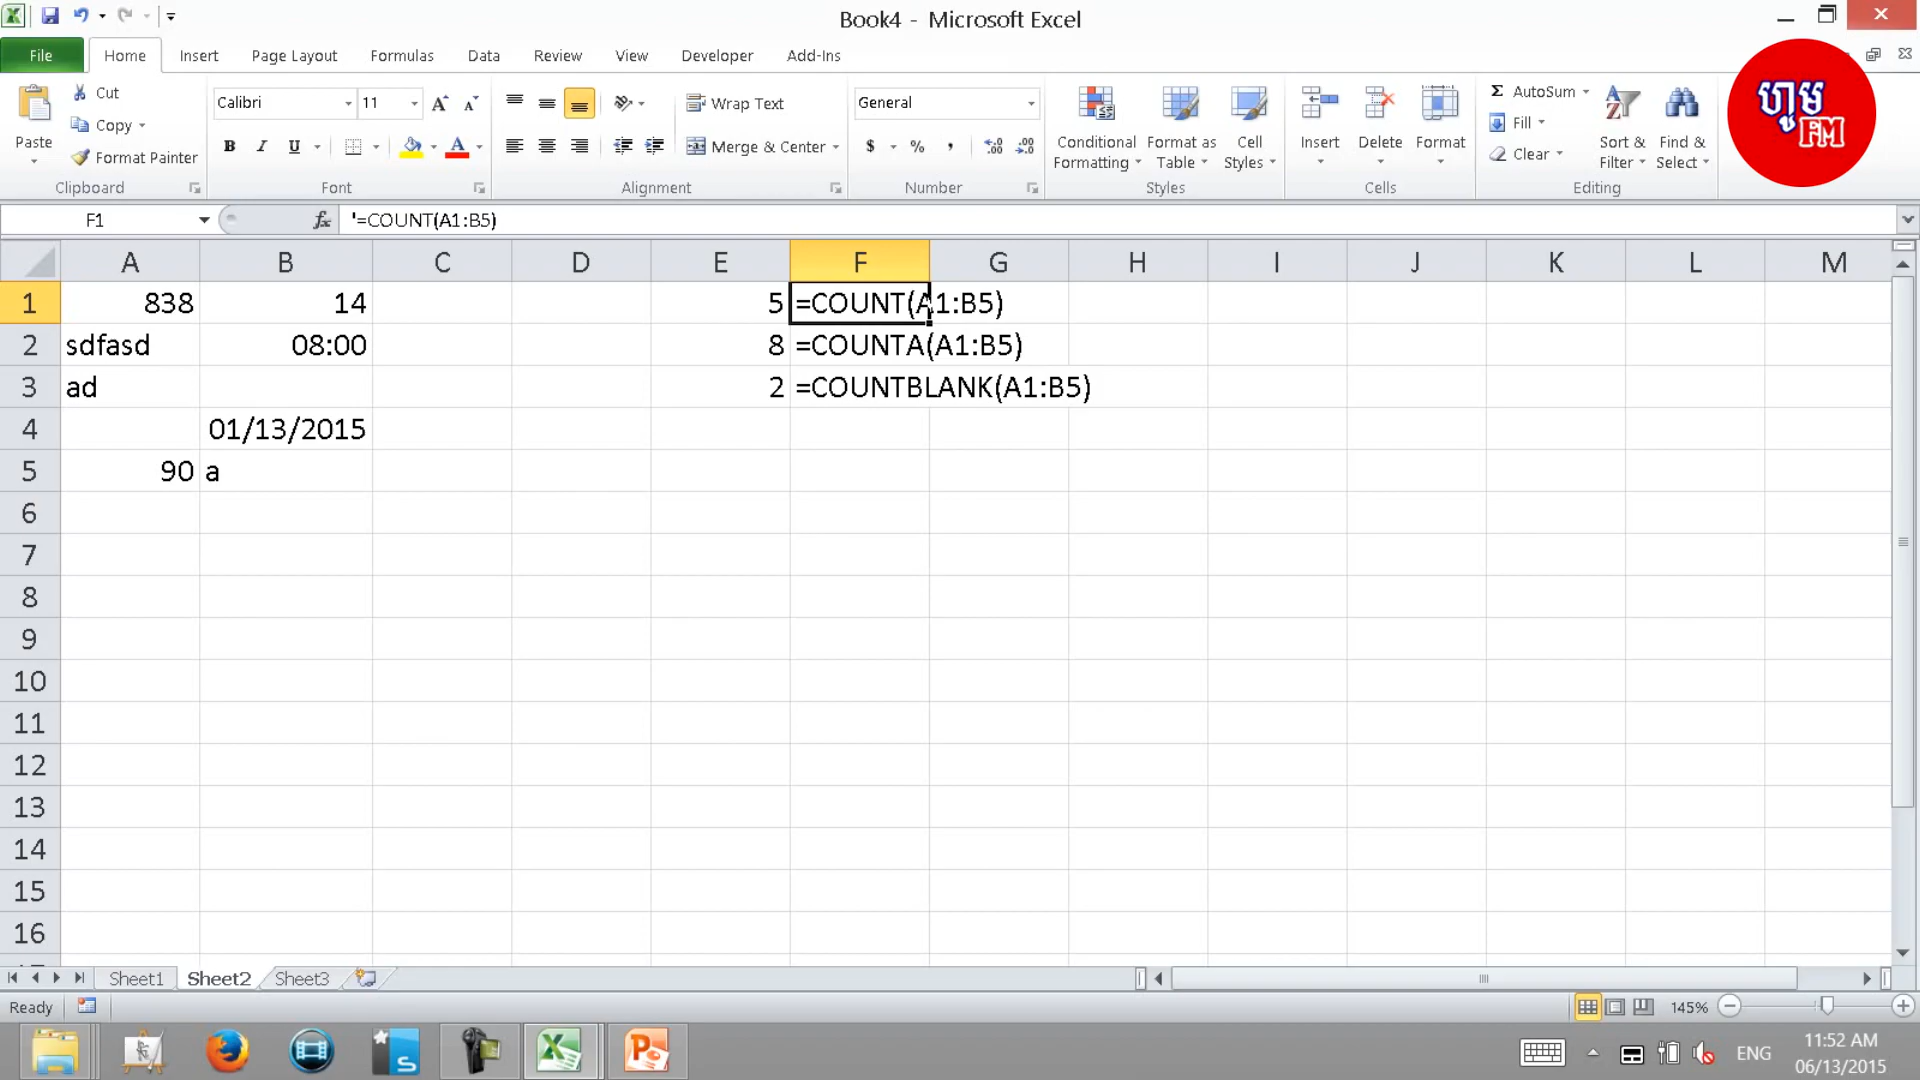 Book4 - Microsoft Excel
File Home Insert Page Layout Formulas Data Review View Developer Add-Ins
ហ្គូម
FM
Paste
Cut
Copy
Format Painter
Clipboard
Calibri 11
Font
Wrap Text
Merge & Center
Alignment
General
Number
Conditional Formatting
Format as Table
Cell Styles
Styles
Insert Delete Format
Cells
AutoSum
Fill
Clear
Sort & Filter
Find & Select
Editing
F1 fx '=COUNT(A1:B5)
A B C D E F G H I J K L M
1 838 14 5 =COUNT(A1:B5)
2 sdfasd 08:00 8 =COUNTA(A1:B5)
3 ad 2 =COUNTBLANK(A1:B5)
4 01/13/2015
5 90 a
6
7
8
9
10
11
12
13
14
15
16
Sheet1 Sheet2 Sheet3
Ready 145%
ENG 11:52 AM
06/13/2015